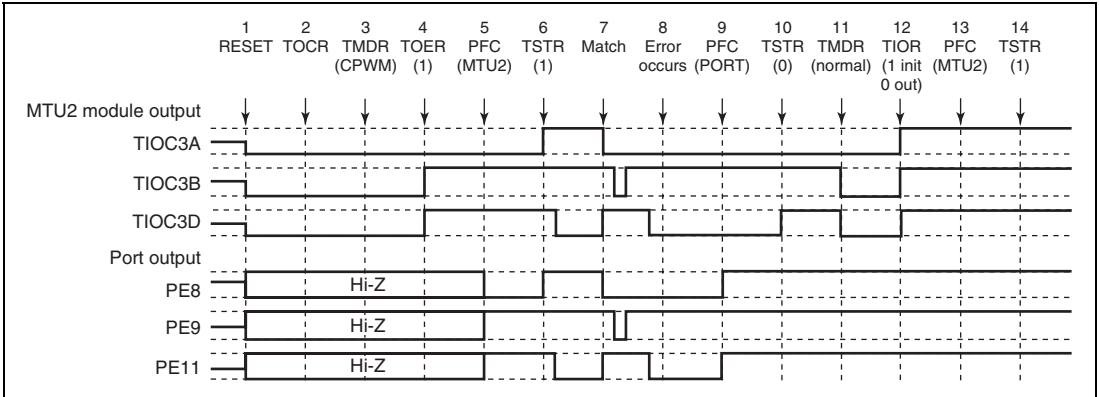 1 2 3 4 5 6 7 8 9 10 11 12 13 14
RESET TOCR TMDR TOER PFC TSTR Match Error PFC TSTR TMDR TIOR PFC TSTR
(CPWM) (1) (MTU2) (1) occurs (PORT) (0) (normal) (1 init (MTU2) (1)
0 out)
MTU2 module output
TIOC3A
TIOC3B
TIOC3D
Port output
PE8 Hi-Z
PE9 Hi-Z
PE11 Hi-Z